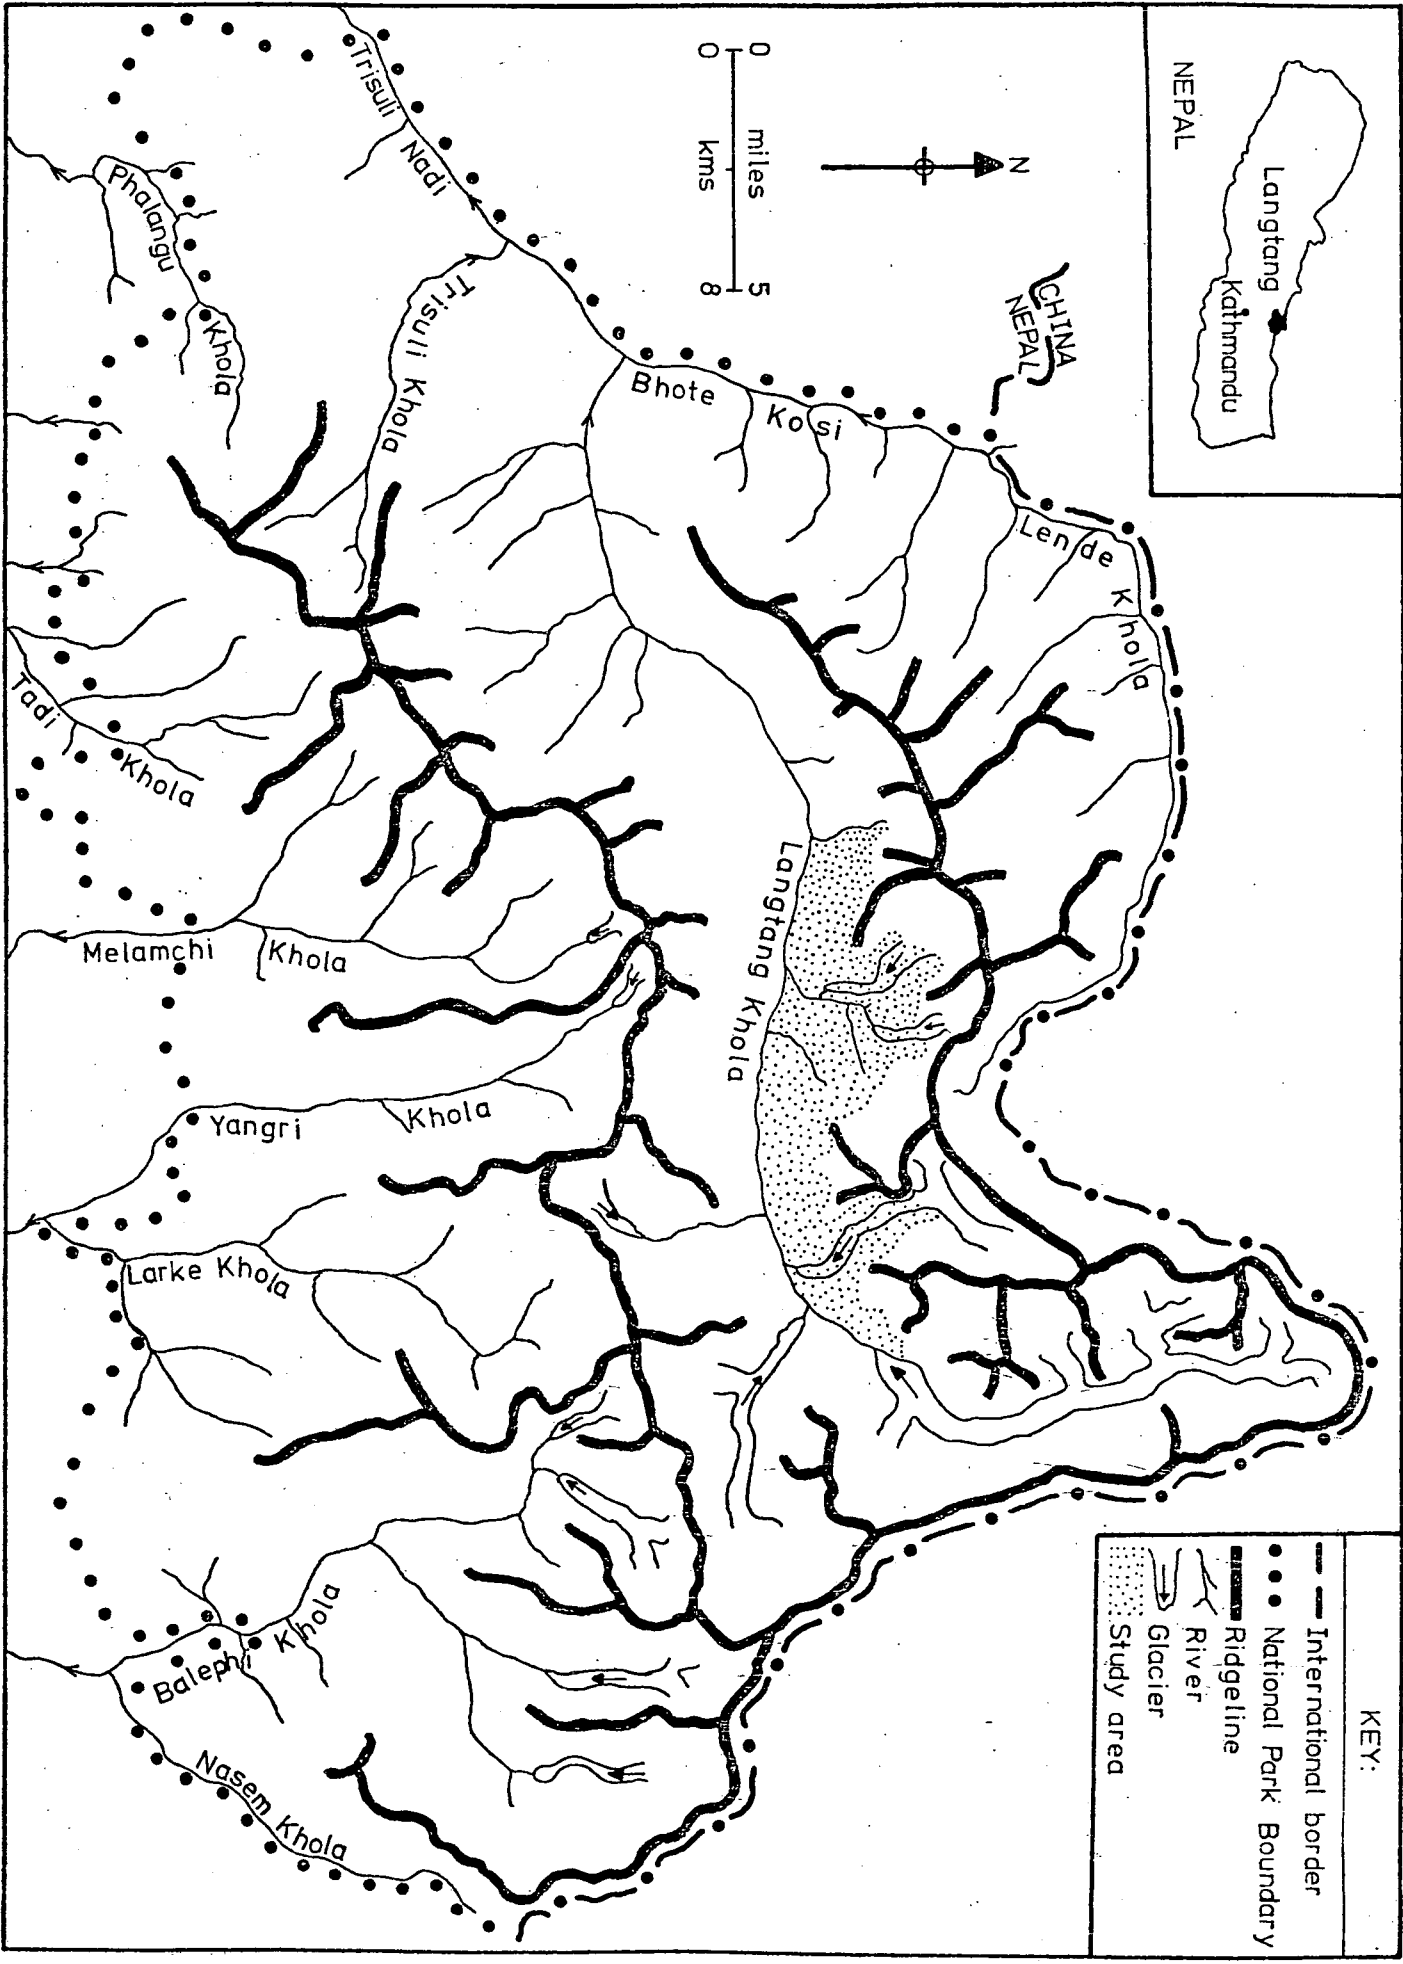 NEPAL
Langtang
Kathmandu
N
0 miles 5
0 kms 8
CHINA
NEPAL
KEY:
International border
National Park Boundary
Ridgeline
River
Glacier
Study area
Trisuli Nadi
Trisuli Khola
Bhote Kosi
Lende Kholla
Langtang Khola
Phalangu Khola
Tadi Khola
Melamchi Khola
Yangri Khola
Larke Khola
Balephi Khola
Nasem Khola